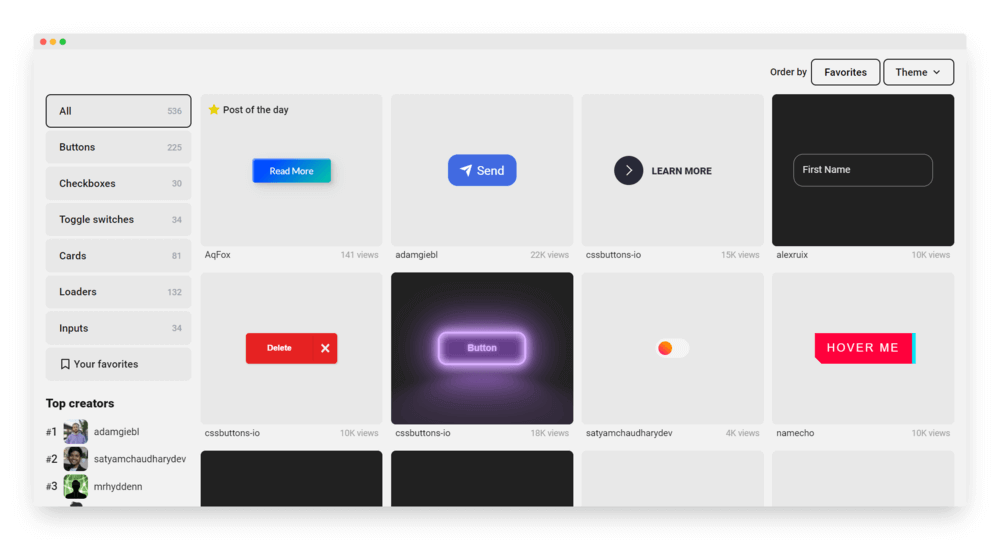 Order by Favorites Theme
All 536
Buttons 225
Checkboxes 30
Toggle switches 34
Cards 81
Loaders 132
Inputs 34
Your favorites
Top creators
#1 adamgiebl
#2 satyamchaudharydev
#3 mrhyddenn
Post of the day
Read More
AqFox 141 views
Send
adamgiebl 22K views
LEARN MORE
cssbuttons-io 15K views
First Name
alexruix 10K views
Delete
cssbuttons-io 10K views
Button
cssbuttons-io 18K views
satyamchaudharydev 4K views
HOVER ME
namecho 10K views